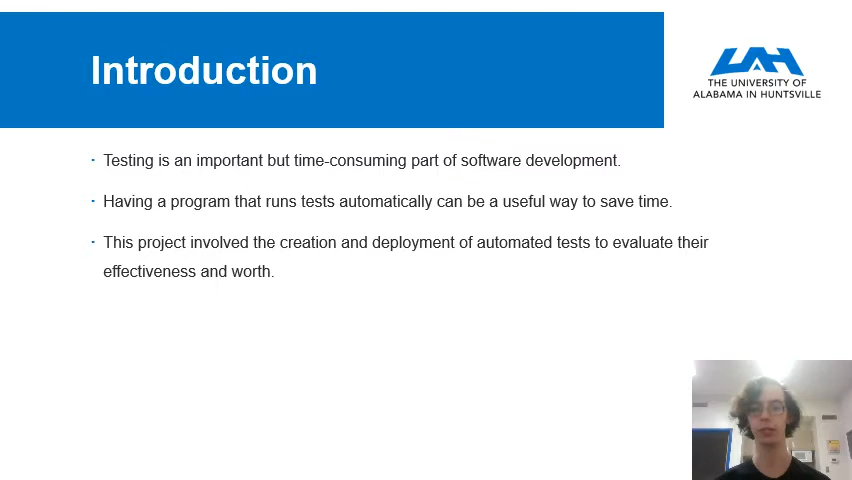 Introduction
UAH
THE UNIVERSITY OF
ALABAMA IN HUNTSVILLE
· Testing is an important but time-consuming part of software development.
· Having a program that runs tests automatically can be a useful way to save time.
· This project involved the creation and deployment of automated tests to evaluate their
effectiveness and worth.